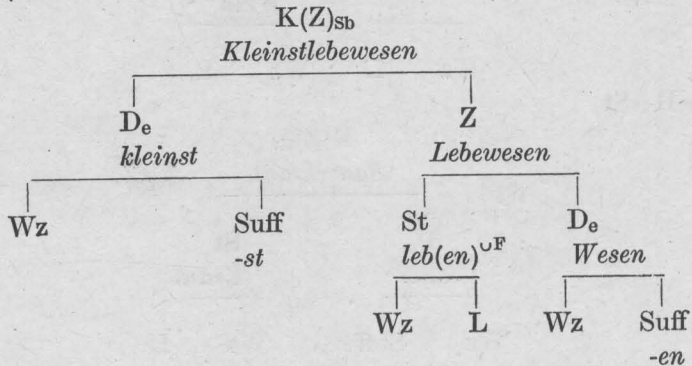 K(Z)Sb
Kleinstlebewesen
De Z
kleinst Lebewesen
Wz Suff St De
-st leb(en)∪F Wesen
Wz L Wz Suff
-en